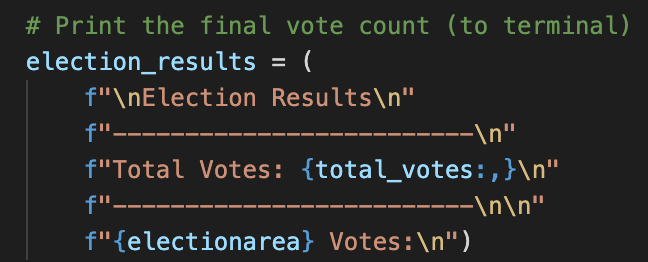 # Print the final vote count (to terminal)
election_results = (
f"\nElection Results\n"
f"-------------------------\n"
f"Total Votes: {total_votes:,}\n"
f"-------------------------\n\n"
f"{electionarea} Votes:\n")